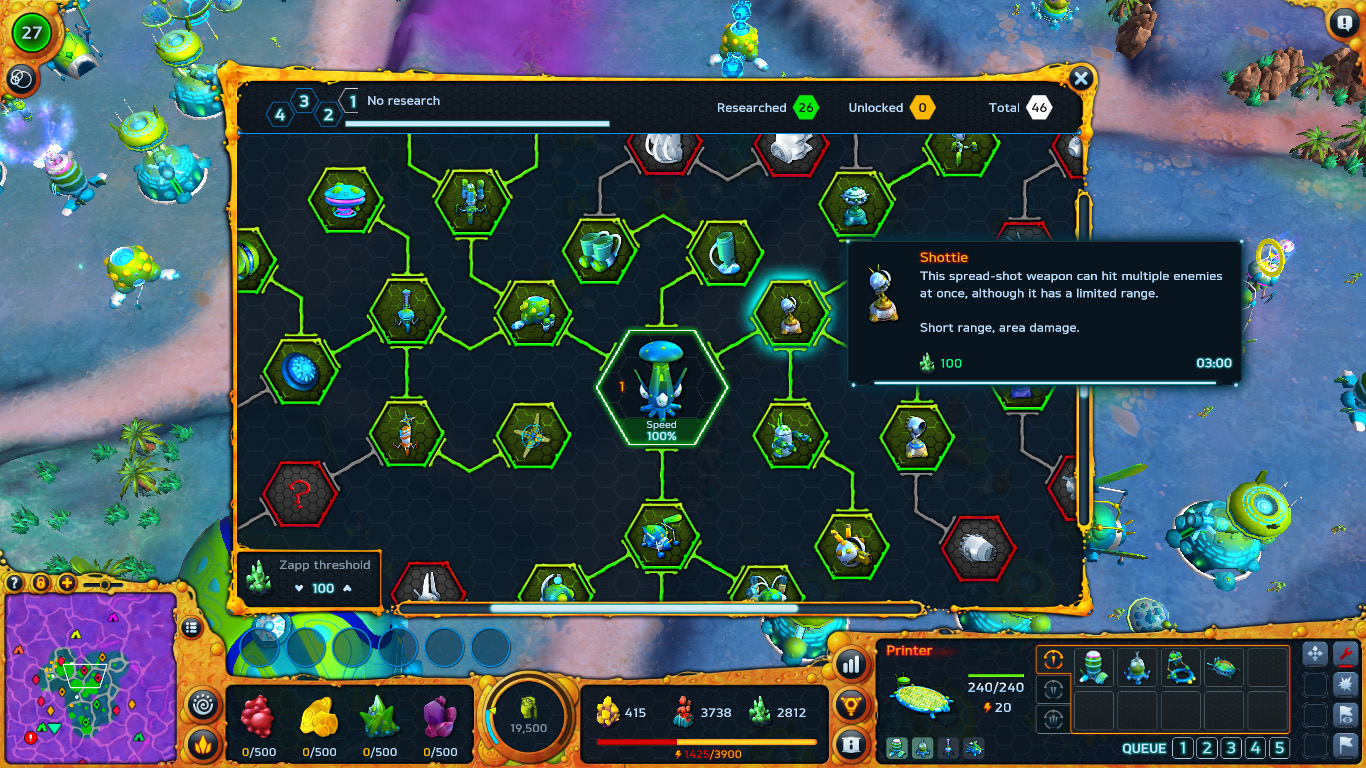 27
4 3 2 1 No research
Researched 26 Unlocked 0 Total 46
Shottie
This spread-shot weapon can hit multiple enemies
at once, although it has a limited range.
Short range, area damage.
100 03:00
1
Speed
100%
?
Zapp threshold
100
?
Printer
240/240
20
415 3738 2812
19,500
0/500 0/500 0/500 0/500
1425/3900
QUEUE 1 2 3 4 5